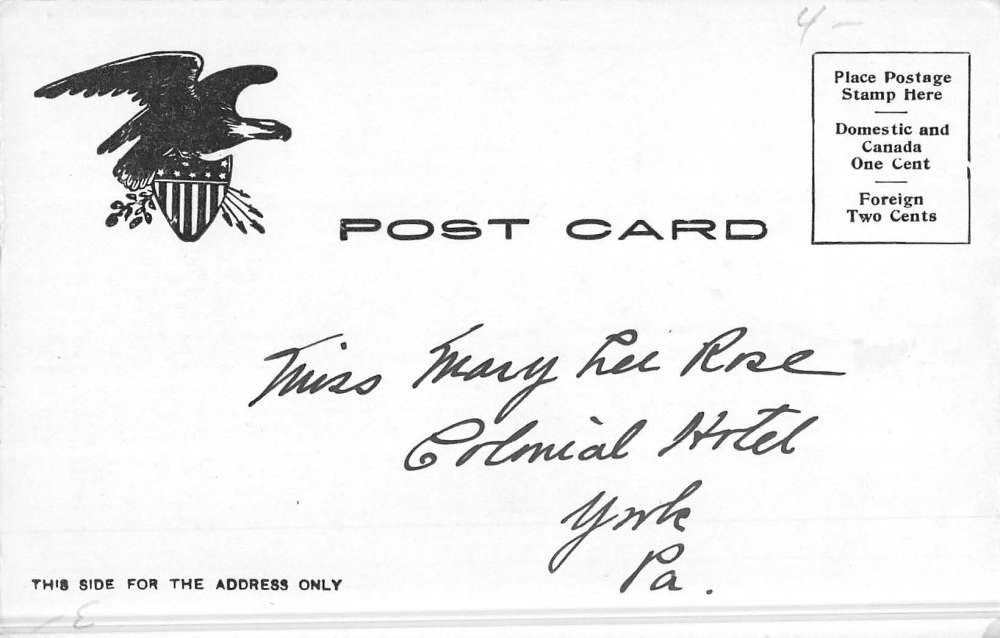 4-
Place Postage
Stamp Here
Domestic and
Canada
One Cent
Foreign
Two Cents
POST CARD
Miss Mary Lee Rose
Colonial Hotel
York
Pa.
THIS SIDE FOR THE ADDRESS ONLY